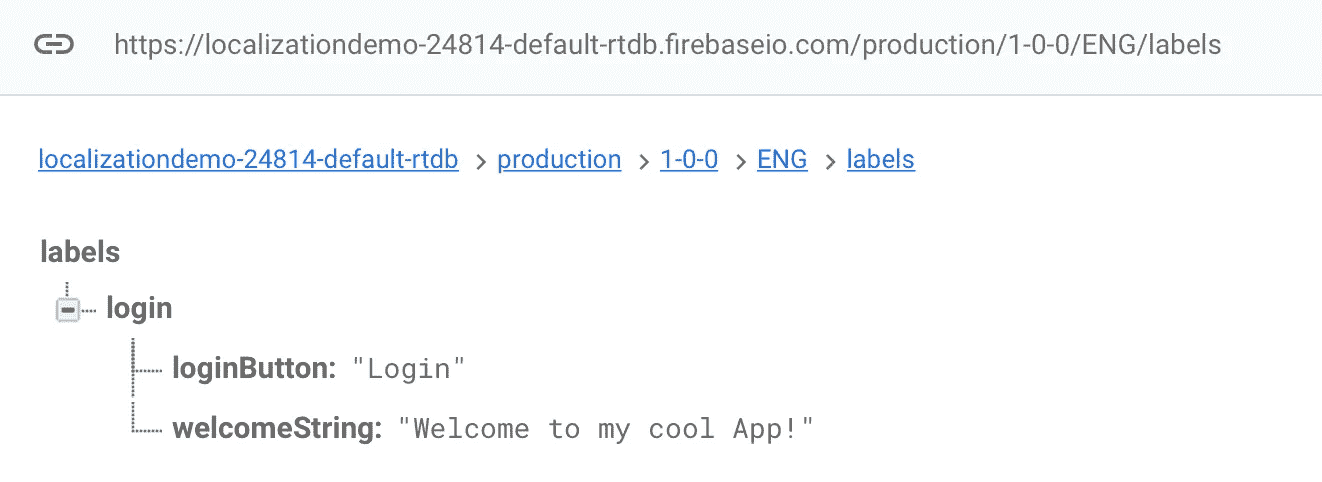 https://localizationdemo-24814-default-rtdb.firebaseio.com/production/1-0-0/ENG/labels
localizationdemo-24814-default-rtdb > production > 1-0-0 > ENG > labels
labels
login
loginButton: "Login"
welcomeString: "Welcome to my cool App!"